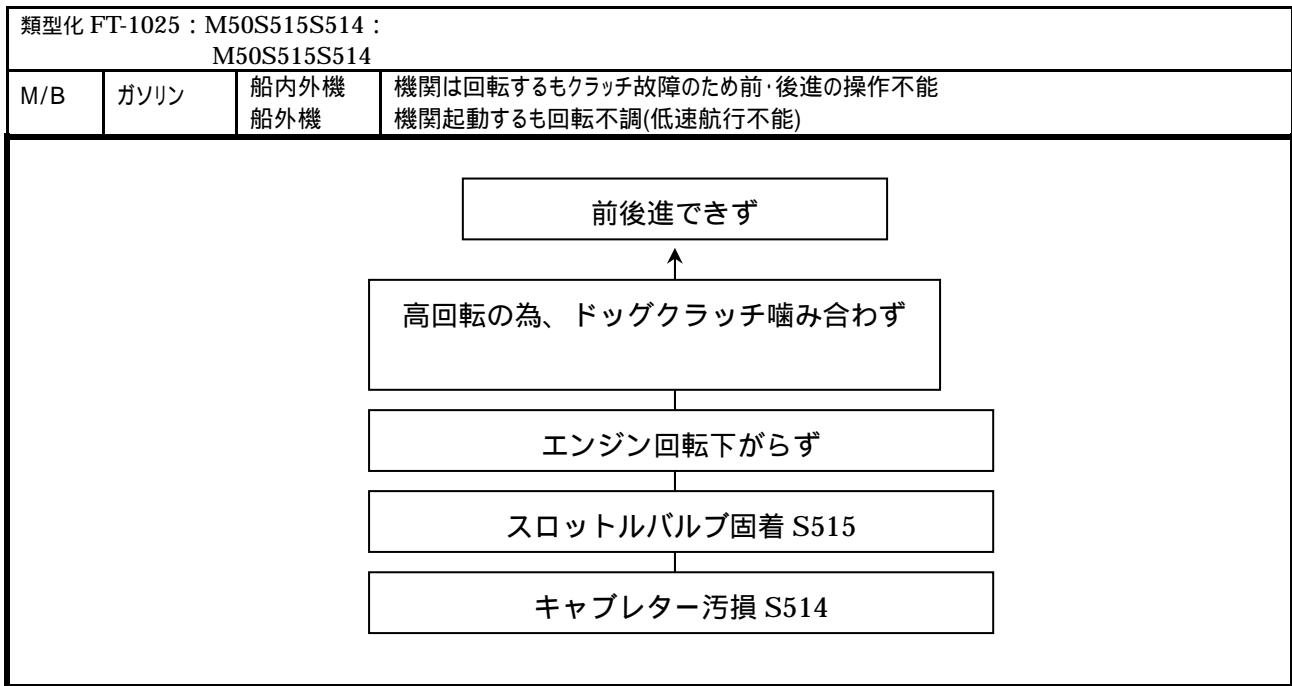 類型化 FT-1025：M50S515S514：
M50S515S514
M/B ガソリン 船内外機 機関は回転するもクラッチ故障のため前・後進の操作不能
船外機 機関起動するも回転不調(低速航行不能)
前後進できず
高回転の為、ドッグクラッチ噛み合わず
エンジン回転下がらず
スロットルバルブ固着 S515
キャブレター汚損 S514